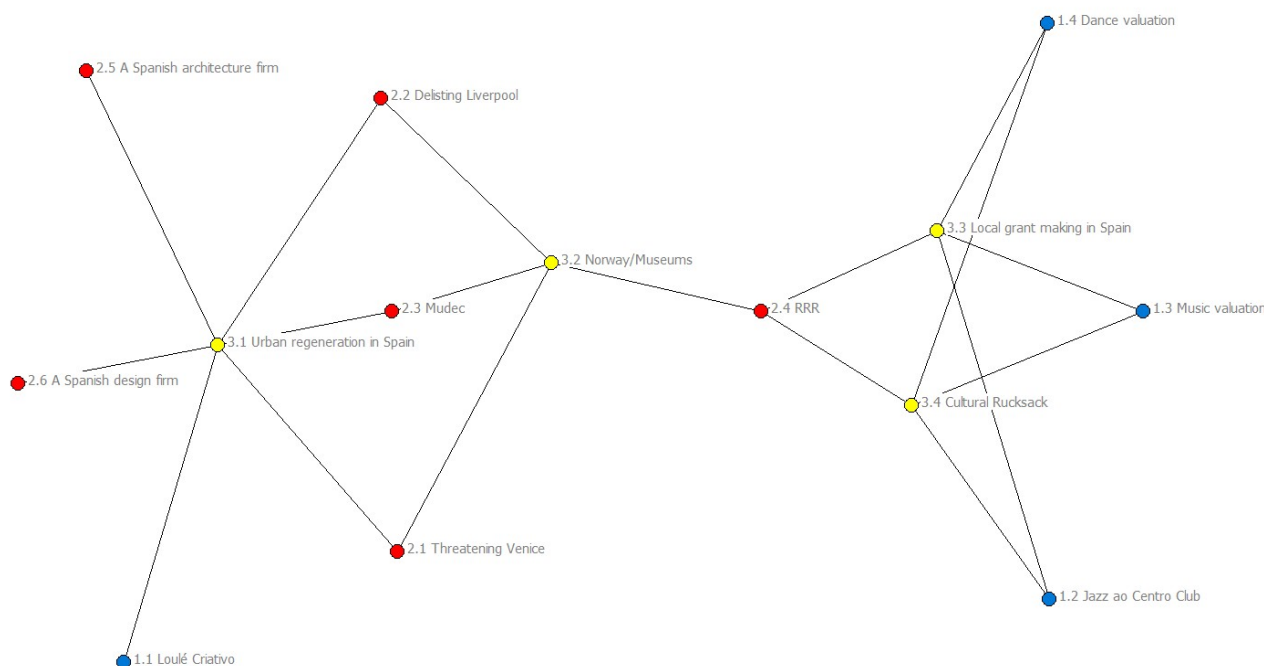 1.4 Dance valuation
2.5 A Spanish architecture firm
2.2 Delisting Liverpool
3.3 Local grant making in Spain
3.2 Norway/Museums
2.3 Mudec
2.4 RRR
1.3 Music valuation
3.1 Urban regeneration in Spain
2.6 A Spanish design firm
3.4 Cultural Rucksack
2.1 Threatening Venice
1.2 Jazz ao Centro Club
1.1 Loulé Criativo